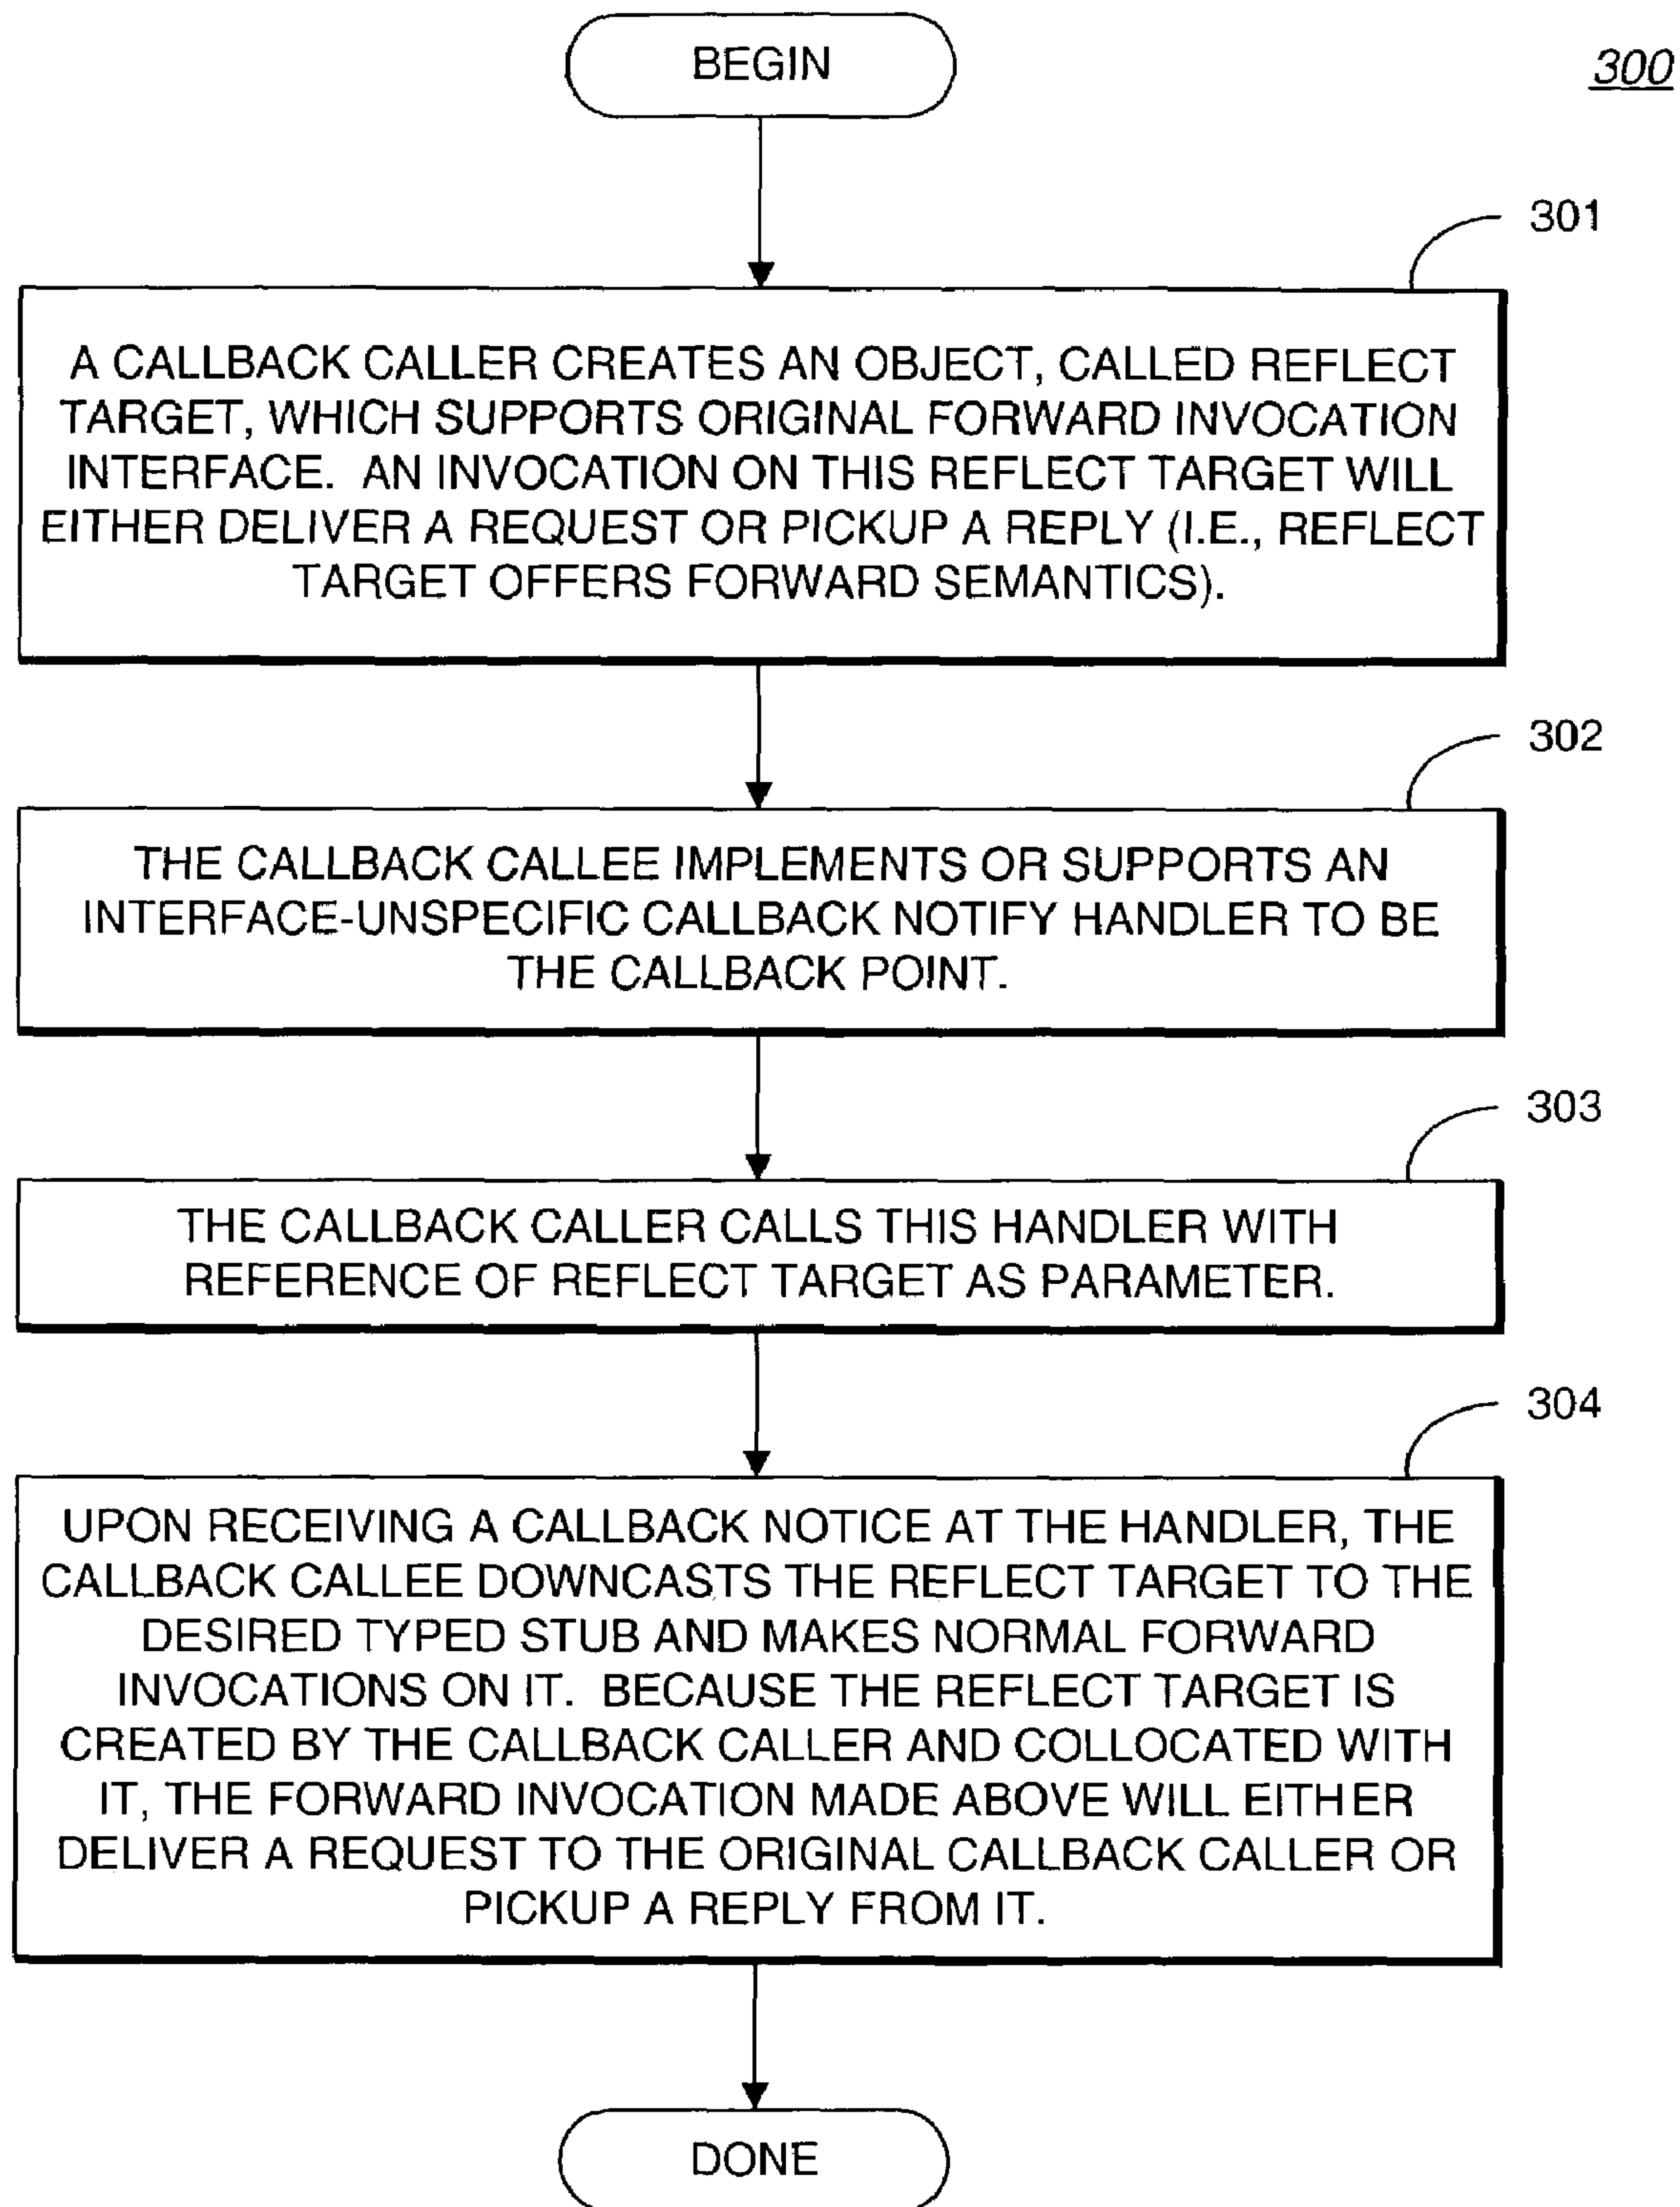 BEGIN
300
301
A CALLBACK CALLER CREATES AN OBJECT, CALLED REFLECT
TARGET, WHICH SUPPORTS ORIGINAL FORWARD INVOCATION
INTERFACE. AN INVOCATION ON THIS REFLECT TARGET WILL
EITHER DELIVER A REQUEST OR PICKUP A REPLY (I.E., REFLECT
TARGET OFFERS FORWARD SEMANTICS).
302
THE CALLBACK CALLEE IMPLEMENTS OR SUPPORTS AN
INTERFACE-UNSPECIFIC CALLBACK NOTIFY HANDLER TO BE
THE CALLBACK POINT.
303
THE CALLBACK CALLER CALLS THIS HANDLER WITH
REFERENCE OF REFLECT TARGET AS PARAMETER.
304
UPON RECEIVING A CALLBACK NOTICE AT THE HANDLER, THE
CALLBACK CALLEE DOWNCASTS THE REFLECT TARGET TO THE
DESIRED TYPED STUB AND MAKES NORMAL FORWARD
INVOCATIONS ON IT. BECAUSE THE REFLECT TARGET IS
CREATED BY THE CALLBACK CALLER AND COLLOCATED WITH
IT, THE FORWARD INVOCATION MADE ABOVE WILL EITHER
DELIVER A REQUEST TO THE ORIGINAL CALLBACK CALLER OR
PICKUP A REPLY FROM IT.
DONE